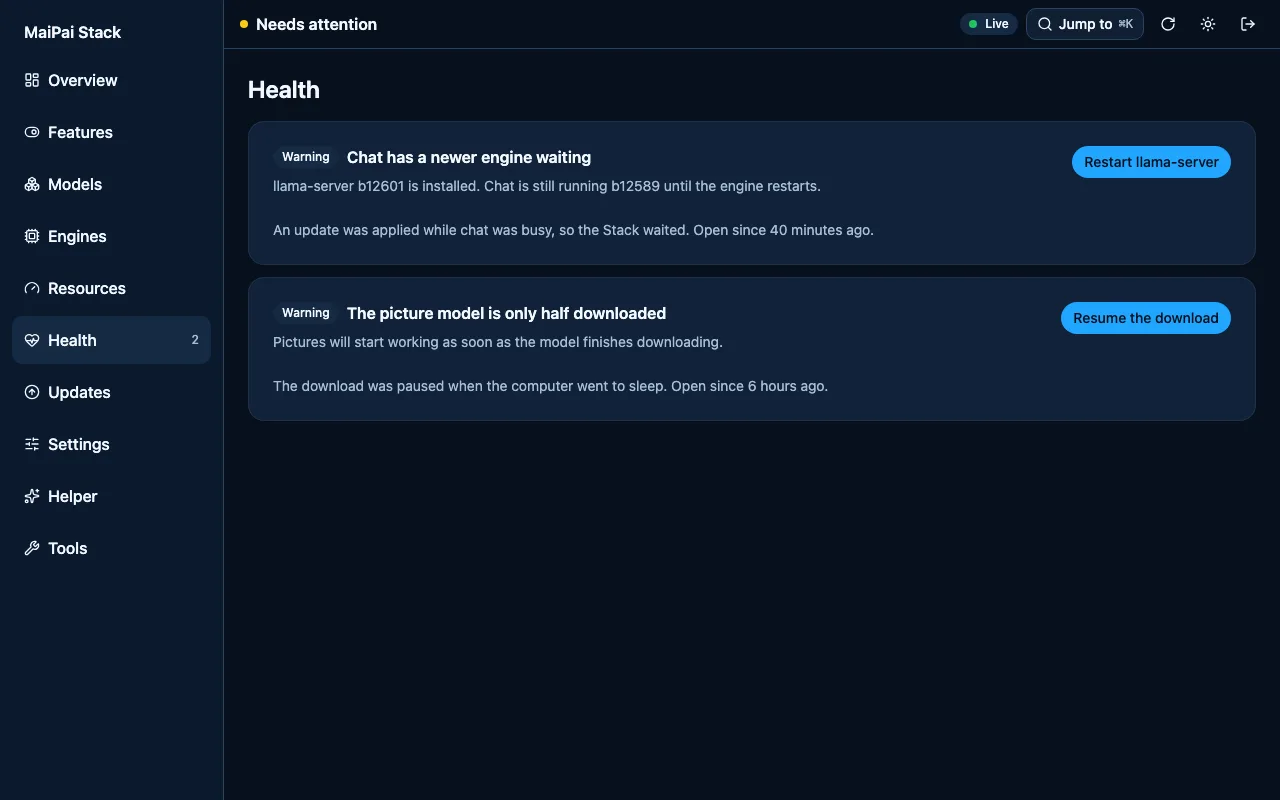 MaiPai Stack
Overview
Features
Models
Engines
Resources
Health 2
Updates
Settings
Helper
Tools
Needs attention
Live
Jump to ⌘K
Health
Warning Chat has a newer engine waiting
Restart llama-server
llama-server b12601 is installed. Chat is still running b12589 until the engine restarts.
An update was applied while chat was busy, so the Stack waited. Open since 40 minutes ago.
Warning The picture model is only half downloaded
Resume the download
Pictures will start working as soon as the model finishes downloading.
The download was paused when the computer went to sleep. Open since 6 hours ago.